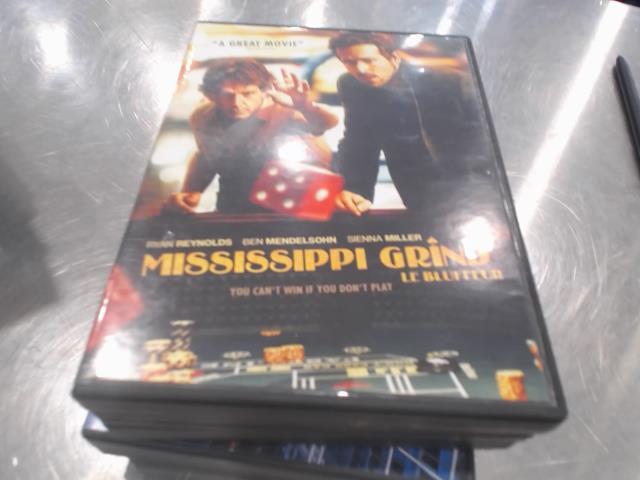 "A GREAT MOVIE"
RYAN REYNOLDS BEN MENDELSOHN SIENNA MILLER
MISSISSIPPI GRIND
LE BLUFFEUR
YOU CAN'T WIN IF YOU DON'T PLAY